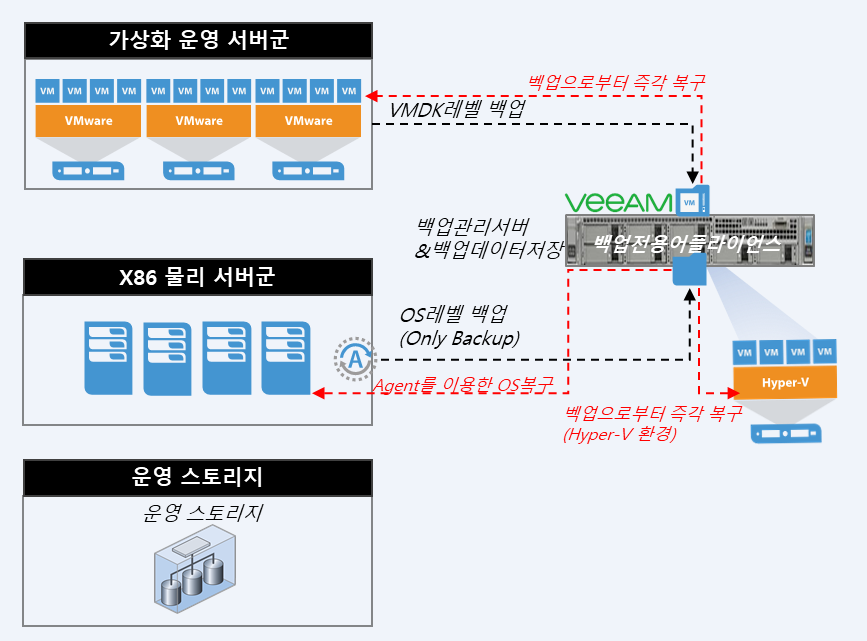 가상화 운영 서버군
VM VM VM VM VM VM VM VM VM VM VM VM
VMware VMware VMware
벡업으로부터 즉각 복구
VMDK레벨 백업
veeAM
VM
백업관리서버
&백업데이터저장
백업전용어플라이언스
X86 물리 서버군
OS레벨 백업
(Only Backup)
A
Agent를 이용한 OS복구
VM VM VM VM
Hyper-V
벡업으로부터 즉각 복구
(Hyper-V 환경)
운영 스토리지
운영 스토리지